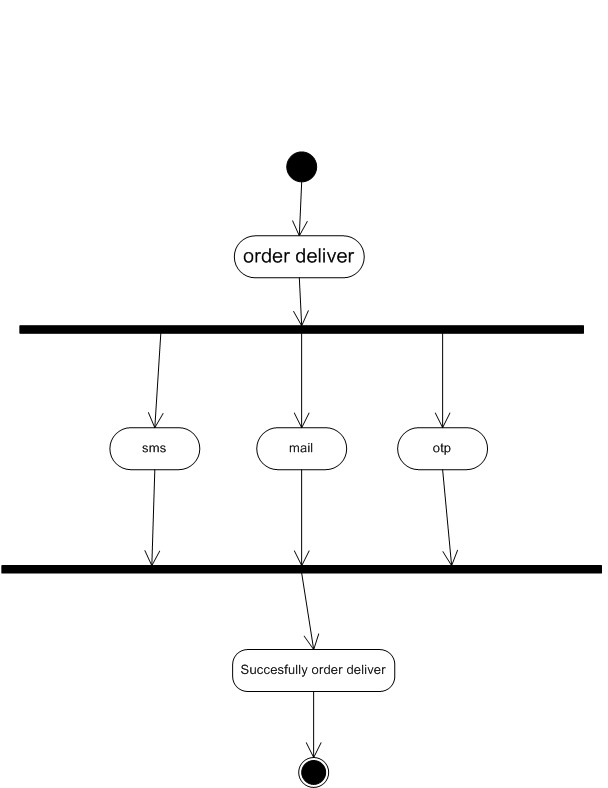 order deliver
sms
mail
otp
Succesfully order deliver